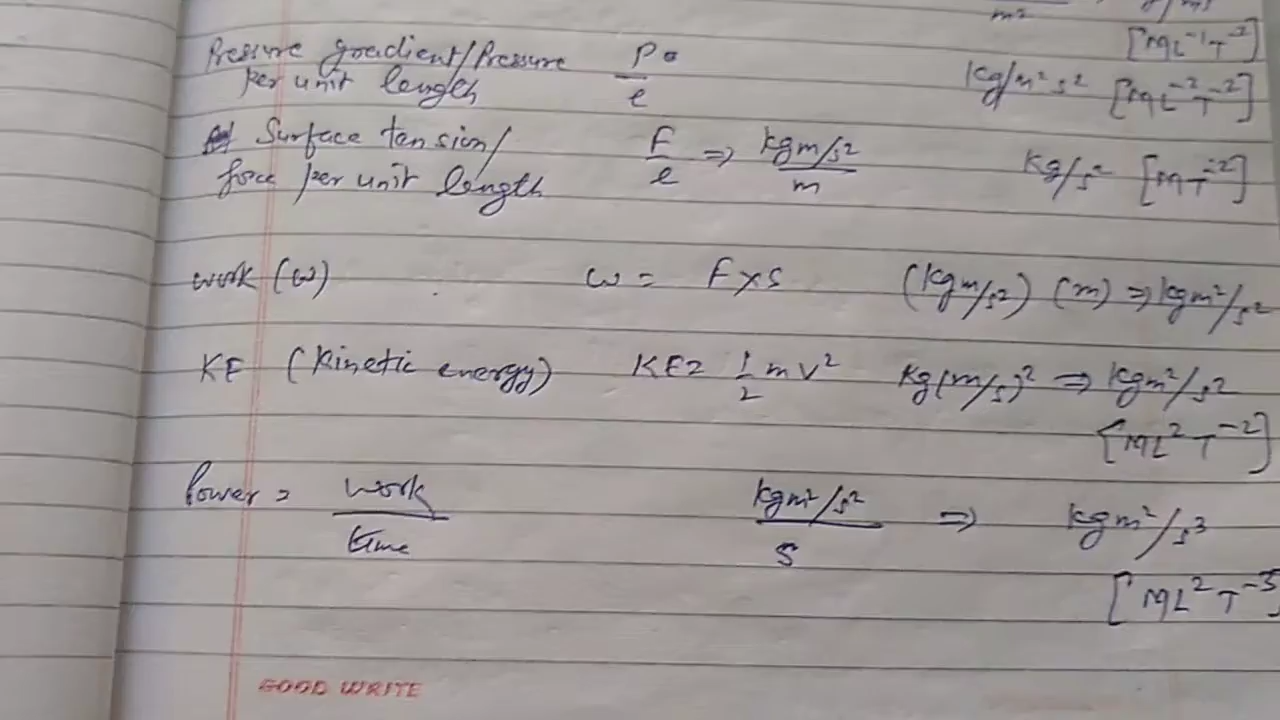 m²
[ML⁻¹T⁻²]
Pressure gradient/Pressure P kg/m²s² [ML⁻²T⁻²]
per unit length l
Surface tension/ F ⇒ kgm/s² kg/s² [MT⁻²]
force per unit length l m
work (w) w = F×s (kgm/s²) (m) ⇒ kgm²/s²
KE (Kinetic energy) KE = 1/2 mv² kg(m/s)² ⇒ kgm²/s²
[ML²T⁻²]
Power = work kgm²/s² ⇒ kgm²/s³
time s
[ML²T⁻³]
GOOD WRITE